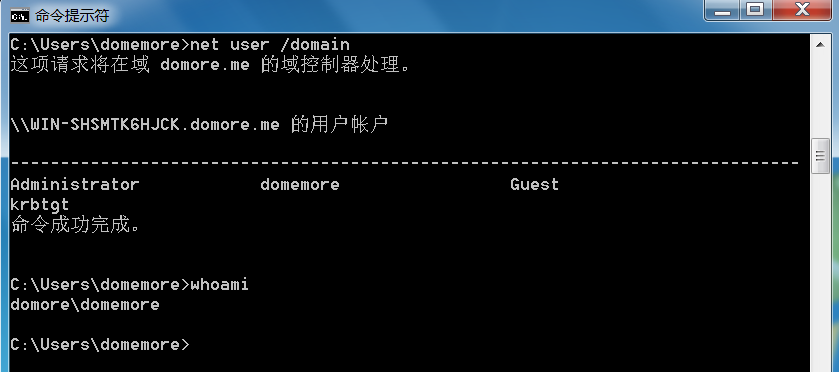 命令提示符
C:\Users\domemore>net user /domain
这项请求将在域 domore.me 的域控制器处理。
\\WIN-SHSMTK6HJCK.domore.me 的用户帐户
-------------------------------------------------------------------------------
Administrator domemore Guest
krbtgt
命令成功完成。
C:\Users\domemore>whoami
domore\domemore
C:\Users\domemore>